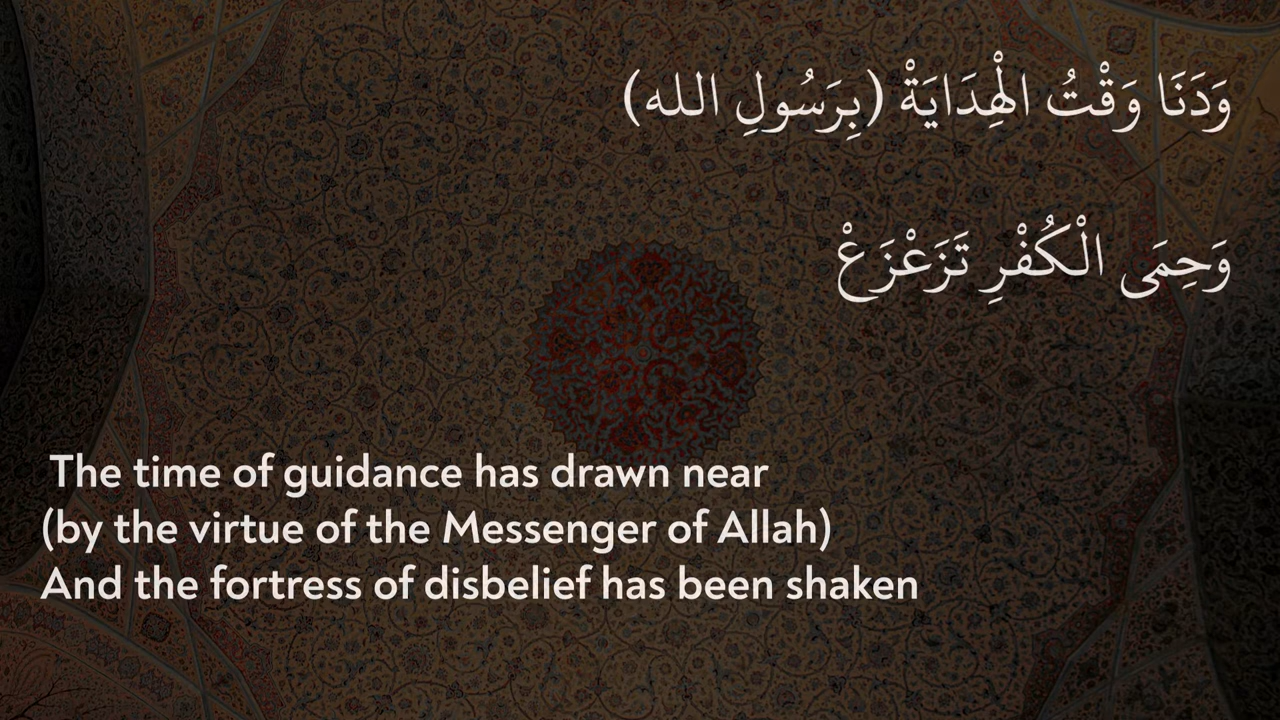 وَدَنَا وَقْتُ الْهِدَايَةْ (بِرَسُولِ الله)
وَحِمَى الْكُفْرِ تَزَعْزَعْ
The time of guidance has drawn near
(by the virtue of the Messenger of Allah)
And the fortress of disbelief has been shaken